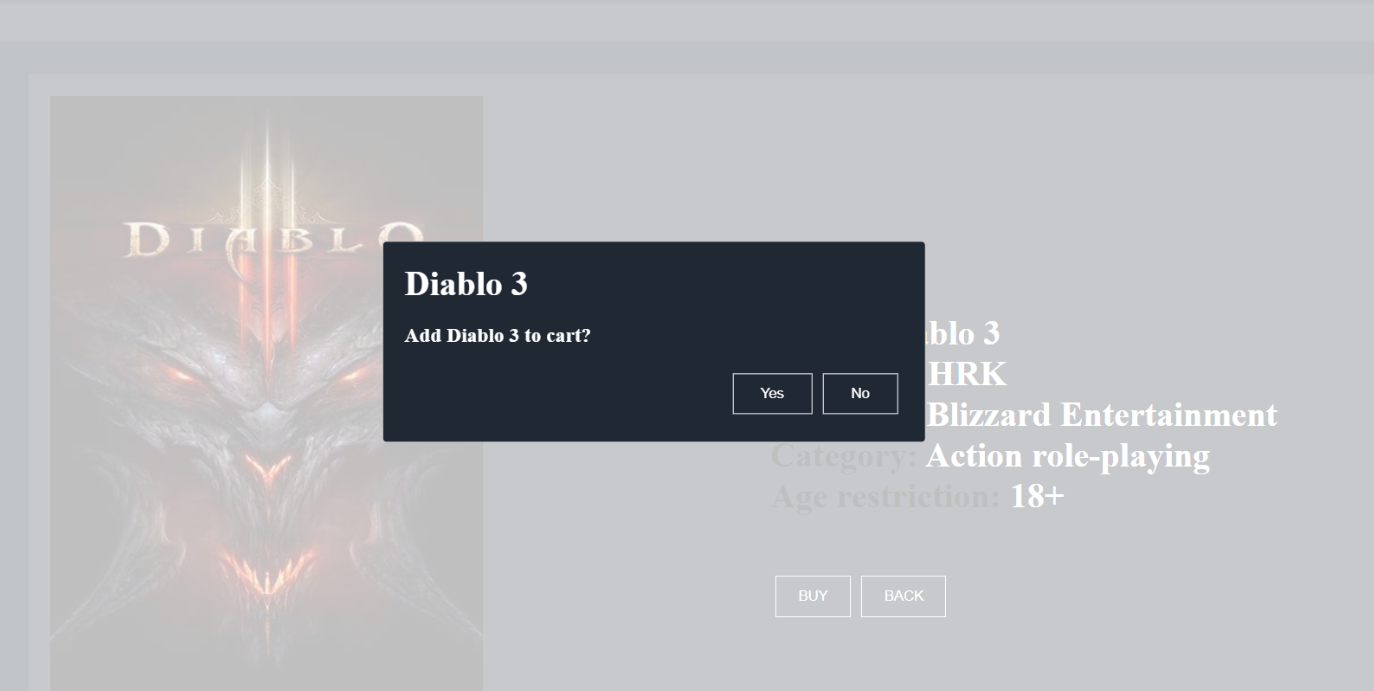 DIABLO
Diablo 3
Add Diablo 3 to cart?
Yes
No
blo 3
HRK
Blizzard Entertainment
Category: Action role-playing
Age restriction: 18+
BUY
BACK